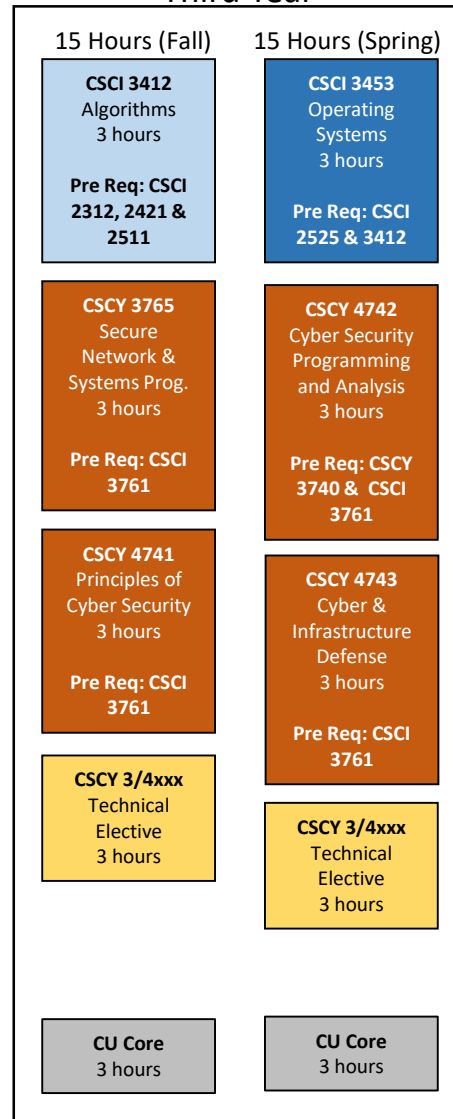 Third Year
15 Hours (Fall)
CSCI 3412
Algorithms
3 hours
Pre Req: CSCI
2312, 2421 &
2511
CSCY 3765
Secure
Network &
Systems Prog.
3 hours
Pre Req: CSCI
3761
CSCY 4741
Principles of
Cyber Security
3 hours
Pre Req: CSCI
3761
CSCY 3/4xxx
Technical
Elective
3 hours
CU Core
3 hours
15 Hours (Spring)
CSCI 3453
Operating
Systems
3 hours
Pre Req: CSCI
2525 & 3412
CSCY 4742
Cyber Security
Programming
and Analysis
3 hours
Pre Req: CSCY
3740 & CSCI
3761
CSCY 4743
Cyber &
Infrastructure
Defense
3 hours
Pre Req: CSCI
3761
CSCY 3/4xxx
Technical
Elective
3 hours
CU Core
3 hours